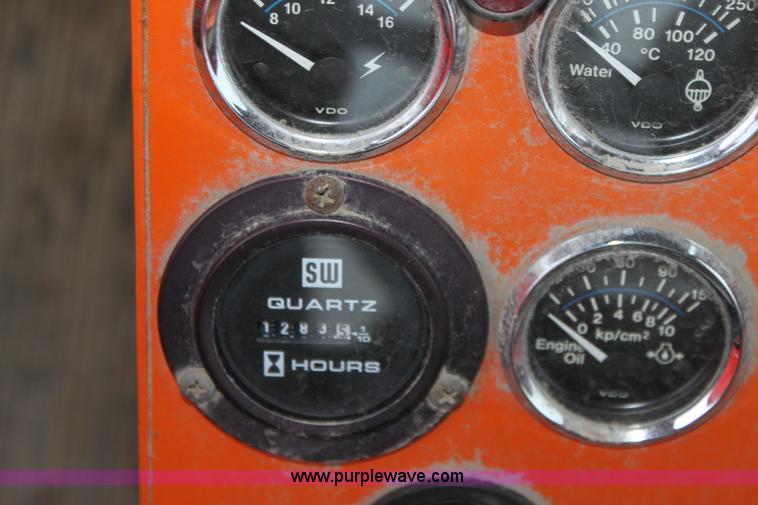 8 10 12 14 16
VDO
40 80 100 120 250
°C
Water
VDO
SW
QUARTZ
1 2 8 3 5 1/10
HOURS
60 90 150
0 2 4 6 8 10
kp/cm²
Engine
Oil
VDO
www.purplewave.com